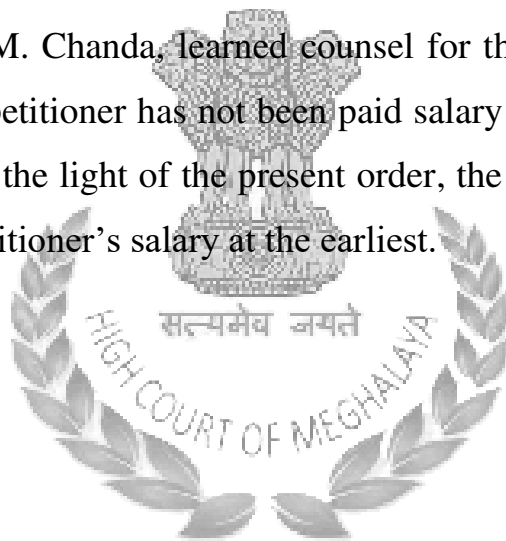 M. Chanda, learned counsel for th
petitioner has not been paid salary
the light of the present order, the
titioner's salary at the earliest.
सत्यमेव जयते
HIGH COURT OF MEGHALAYA